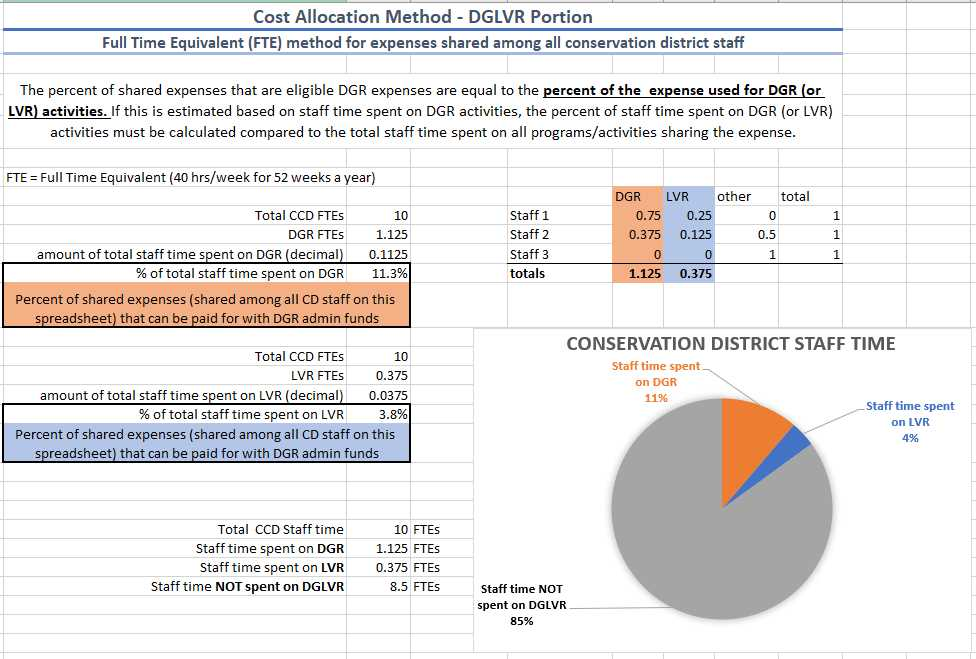 Cost Allocation Method - DGLVR Portion
Full Time Equivalent (FTE) method for expenses shared among all conservation district staff
The percent of shared expenses that are eligible DGR expenses are equal to the percent of the expense used for DGR (or
LVR) activities. If this is estimated based on staff time spent on DGR activities, the percent of staff time spent on DGR (or LVR)
activities must be calculated compared to the total staff time spent on all programs/activities sharing the expense.
FTE = Full Time Equivalent (40 hrs/week for 52 weeks a year)
DGR LVR other total
Total CCD FTEs 10 Staff 1 0.75 0.25 0 1
DGR FTEs 1.125 Staff 2 0.375 0.125 0.5 1
amount of total staff time spent on DGR (decimal) 0.1125 Staff 3 0 0 1 1
% of total staff time spent on DGR 11.3% totals 1.125 0.375
Percent of shared expenses (shared among all CD staff on this
spreadsheet) that can be paid for with DGR admin funds
Total CCD FTEs 10
LVR FTEs 0.375
amount of total staff time spent on LVR (decimal) 0.0375
% of total staff time spent on LVR 3.8%
Percent of shared expenses (shared among all CD staff on this
spreadsheet) that can be paid for with DGR admin funds
Total CCD Staff time 10 FTEs
Staff time spent on DGR 1.125 FTEs
Staff time spent on LVR 0.375 FTEs
Staff time NOT spent on DGLVR 8.5 FTEs
CONSERVATION DISTRICT STAFF TIME
Staff time spent
on DGR
11%
Staff time spent
on LVR
4%
Staff time NOT
spent on DGLVR
85%